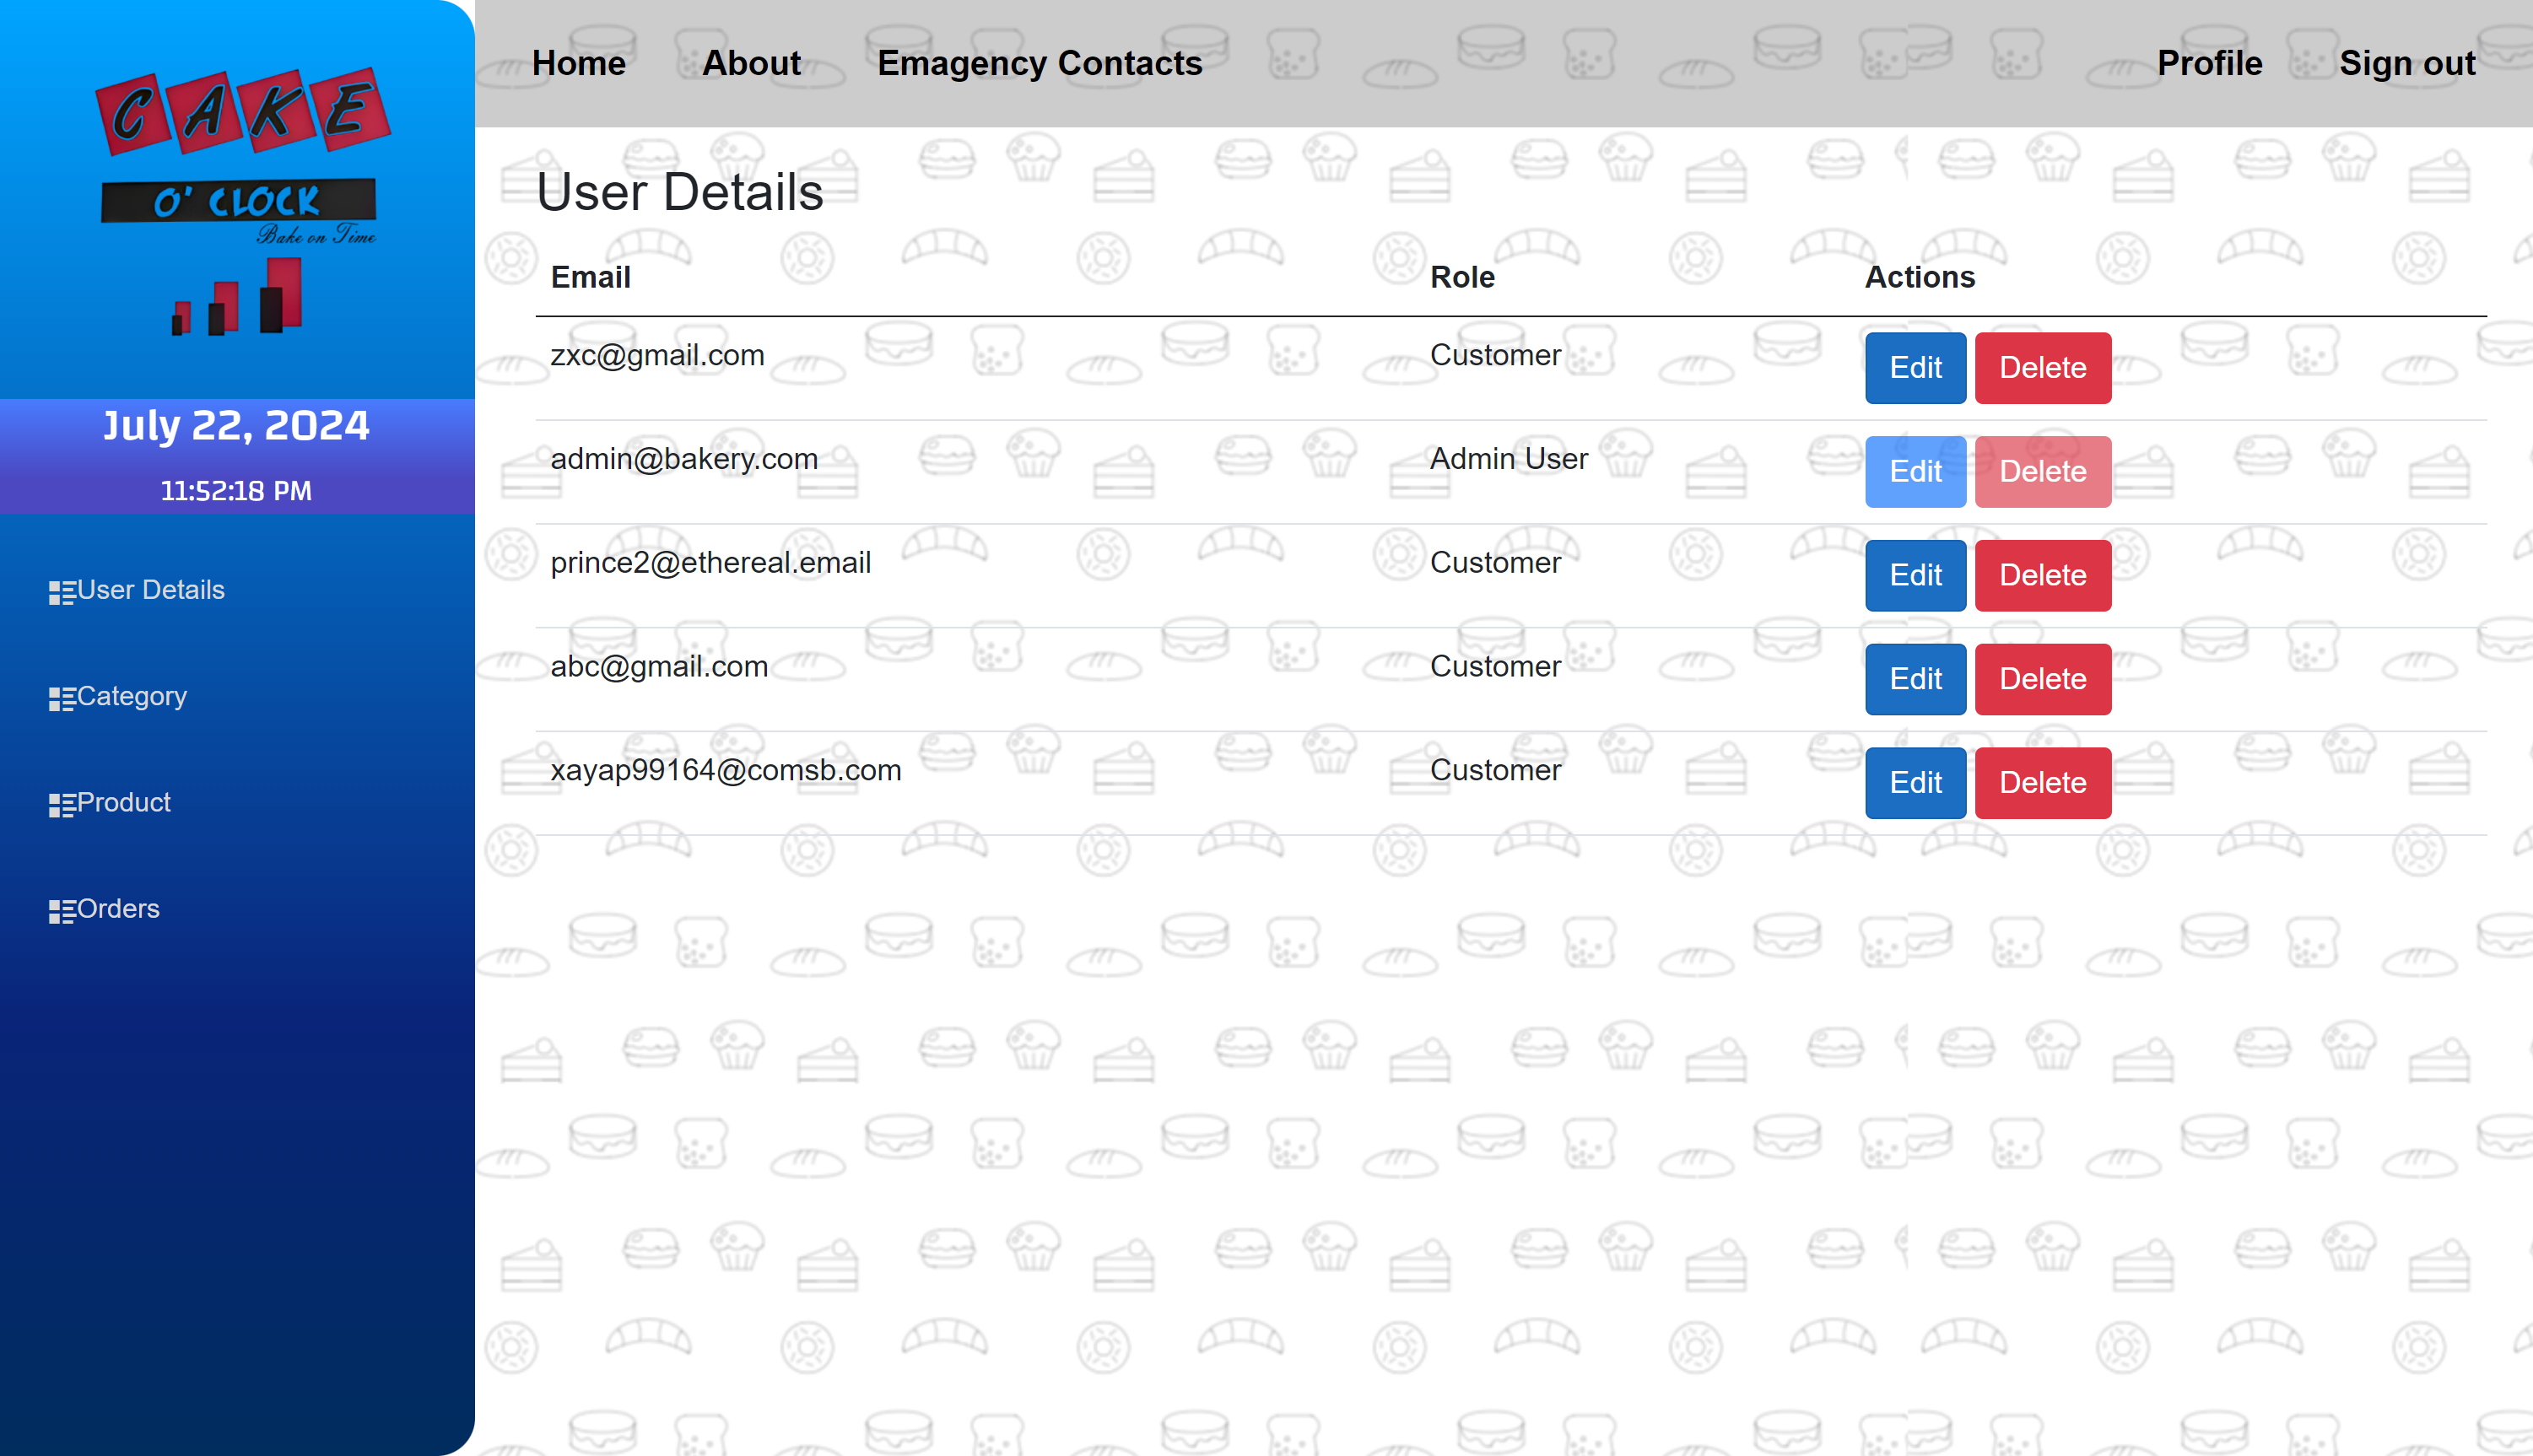 CAKE
O' CLOCK
Bake on Time
July 22, 2024
11:52:18 PM
User Details
Category
Product
Orders
Home About Emagency Contacts Profile Sign out
User Details
Email Role Actions
zxc@gmail.com Customer Edit Delete
admin@bakery.com Admin User Edit Delete
prince2@ethereal.email Customer Edit Delete
abc@gmail.com Customer Edit Delete
xayap99164@comsb.com Customer Edit Delete